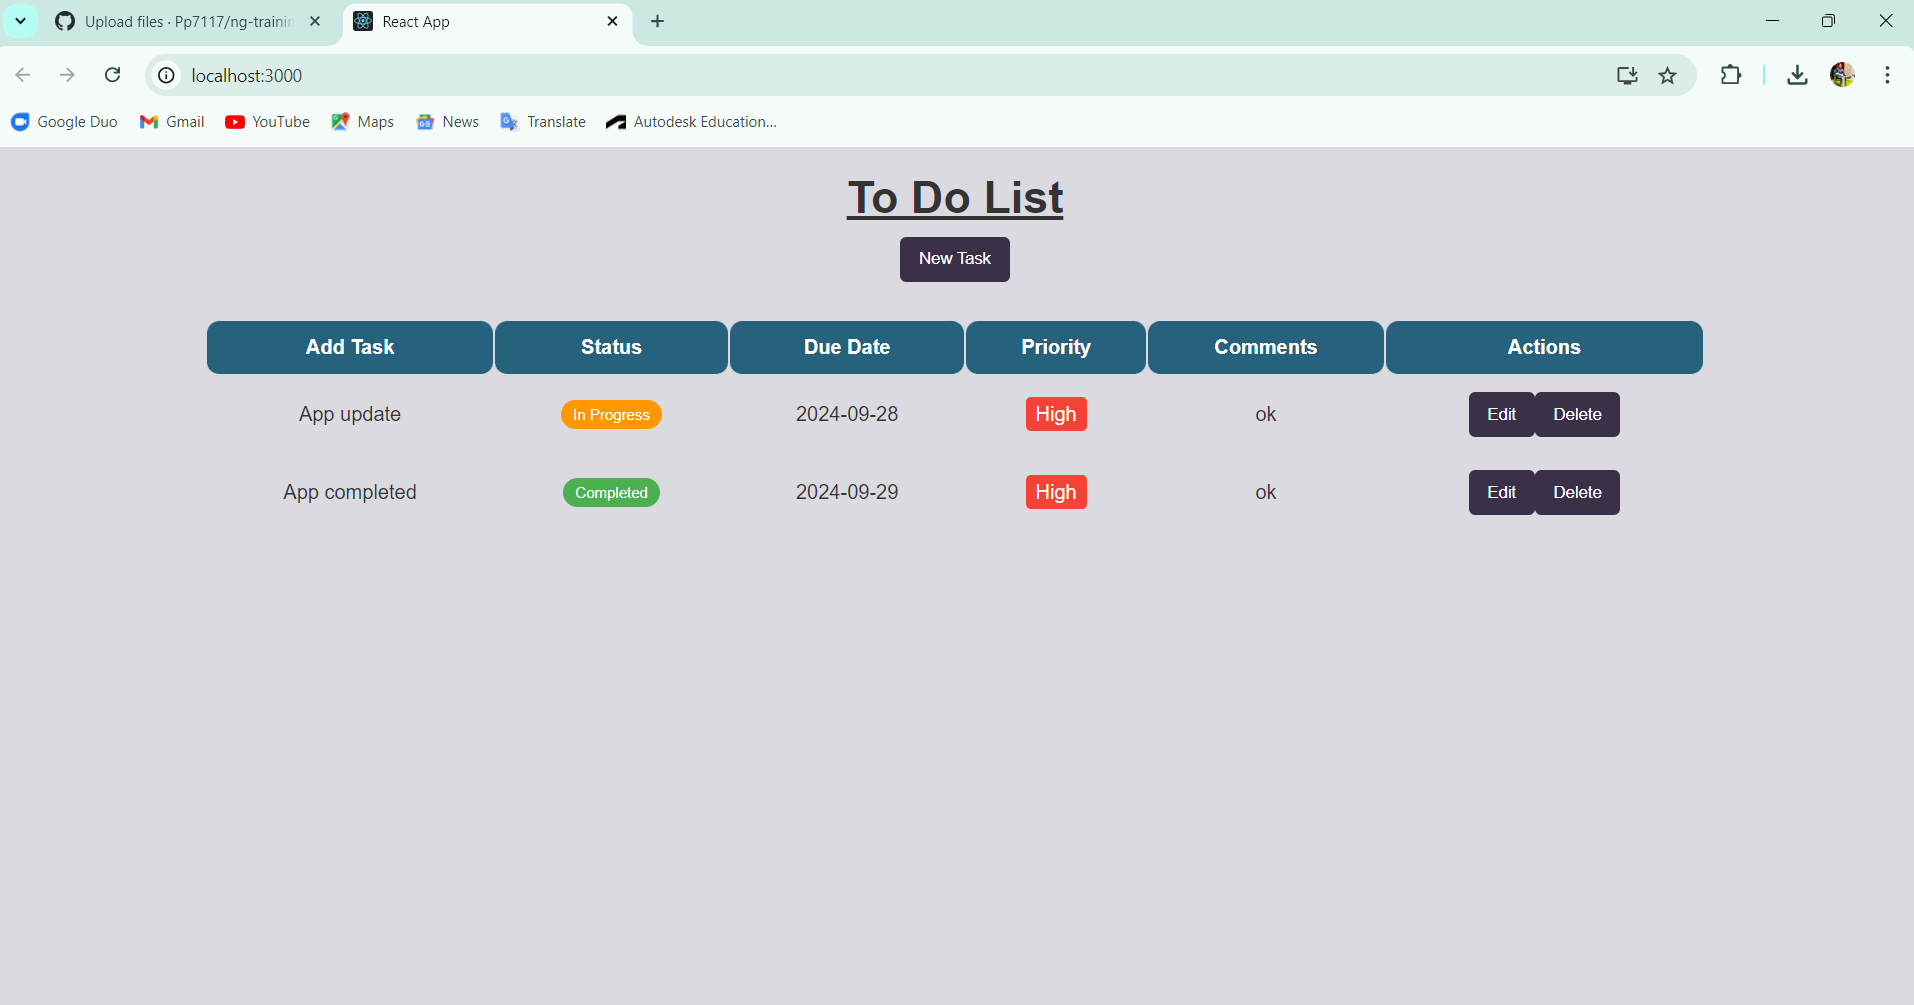 Upload files · Pp7117/ng-trainin
React App
localhost:3000
Google Duo Gmail YouTube Maps News Translate Autodesk Education...
To Do List
New Task
Add Task Status Due Date Priority Comments Actions
App update In Progress 2024-09-28 High ok Edit Delete
App completed Completed 2024-09-29 High ok Edit Delete